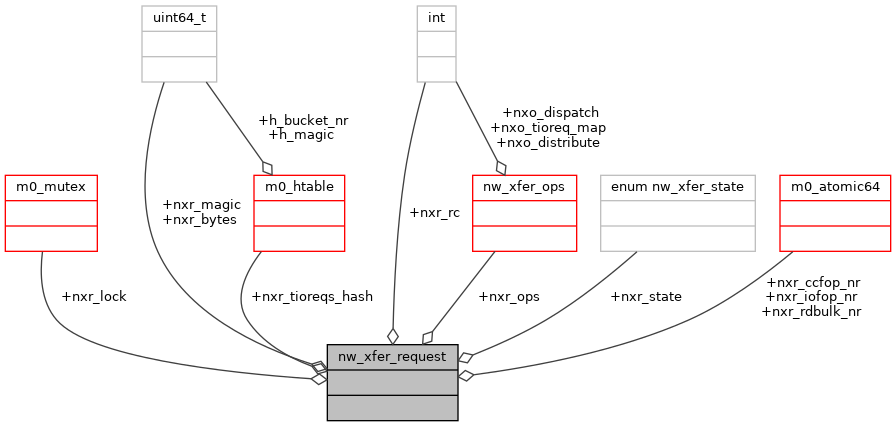 uint64_t
int
+nxo_dispatch
+nxo_tioreq_map
+nxo_distribute
+h_bucket_nr
+h_magic
m0_mutex
m0_htable
nw_xfer_ops
enum nw_xfer_state
m0_atomic64
+nxr_magic
+nxr_bytes
+nxr_rc
+nxr_lock
+nxr_tioreqs_hash
+nxr_ops
+nxr_state
+nxr_ccfop_nr
+nxr_iofop_nr
+nxr_rdbulk_nr
nw_xfer_request